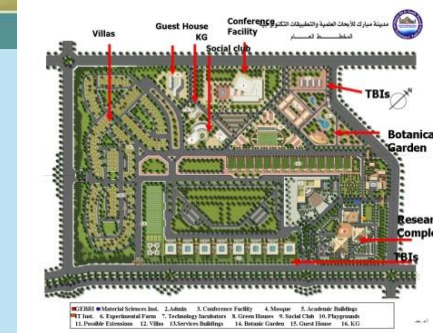 مدينة مبارك للأبحاث العلمية والتطبيقات التكنولوجية
المخطــط العـــام
Conference
Facility
Guest House
KG
Social club
Villas
TBIs
Botanica
Garden
Resear
Comple
TBIs
GEBRI Material Sciences Inst. 2.Admin 3. Conference Facility 4. Mosque 5. Academic Buildings
IT Inst. 6. Experimental Farm 7. Technology Incubators 8. Green Houses 9. Social Club 10. Playgrounds
11. Possible Extensions 12. Villas 13.Services Buildings 14. Botanic Garden 15. Guest House 16. KG